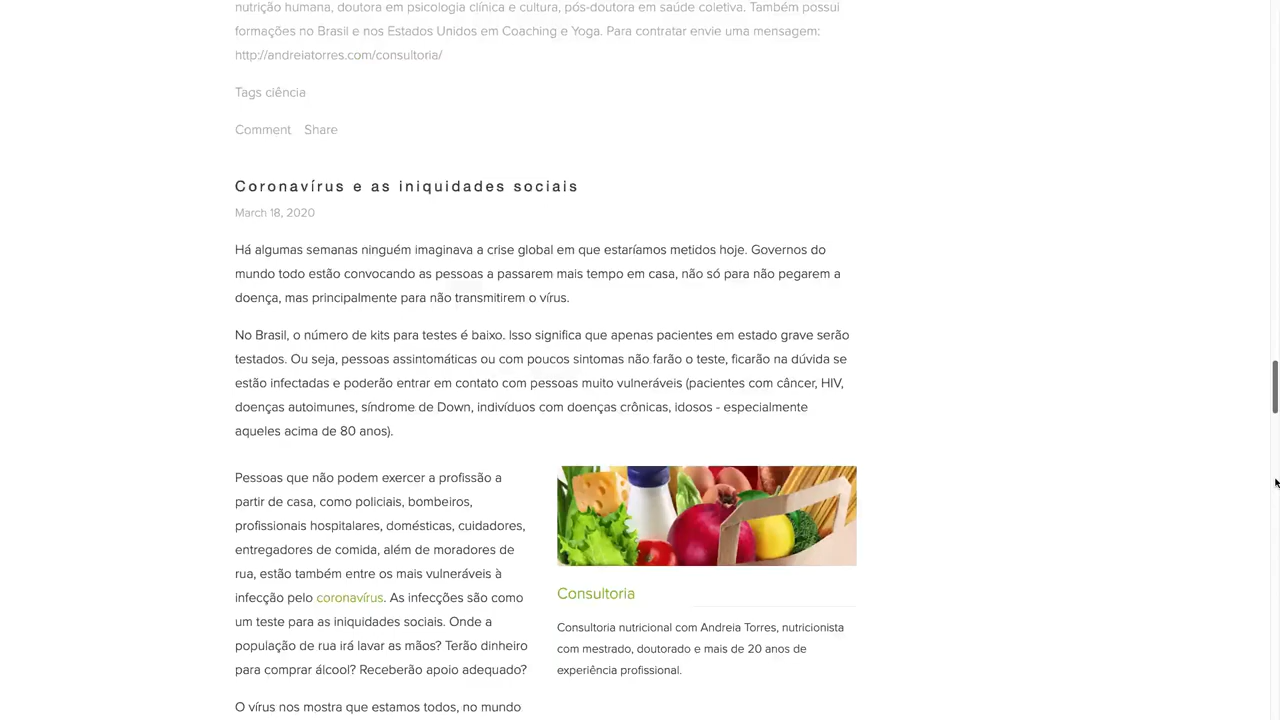 nutrição humana, doutora em psicologia clínica e cultura, pós-doutora em saúde coletiva. Também possui
formações no Brasil e nos Estados Unidos em Coaching e Yoga. Para contratar envie uma mensagem:
http://andreiatorres.com/consultoria/
Tags ciência
Comment Share
Coronavírus e as iniquidades sociais
March 18, 2020
Há algumas semanas ninguém imaginava a crise global em que estaríamos metidos hoje. Governos do
mundo todo estão convocando as pessoas a passarem mais tempo em casa, não só para não pegarem a
doença, mas principalmente para não transmitirem o vírus.
No Brasil, o número de kits para testes é baixo. Isso significa que apenas pacientes em estado grave serão
testados. Ou seja, pessoas assintomáticas ou com poucos sintomas não farão o teste, ficarão na dúvida se
estão infectadas e poderão entrar em contato com pessoas muito vulneráveis (pacientes com câncer, HIV,
doenças autoimunes, síndrome de Down, indivíduos com doenças crônicas, idosos - especialmente
aqueles acima de 80 anos).
Pessoas que não podem exercer a profissão a
partir de casa, como policiais, bombeiros,
profissionais hospitalares, domésticas, cuidadores,
entregadores de comida, além de moradores de
rua, estão também entre os mais vulneráveis à
infecção pelo coronavírus. As infecções são como
um teste para as iniquidades sociais. Onde a
população de rua irá lavar as mãos? Terão dinheiro
para comprar álcool? Receberão apoio adequado?
O vírus nos mostra que estamos todos, no mundo
Consultoria
Consultoria nutricional com Andreia Torres, nutricionista
com mestrado, doutorado e mais de 20 anos de
experiência profissional.